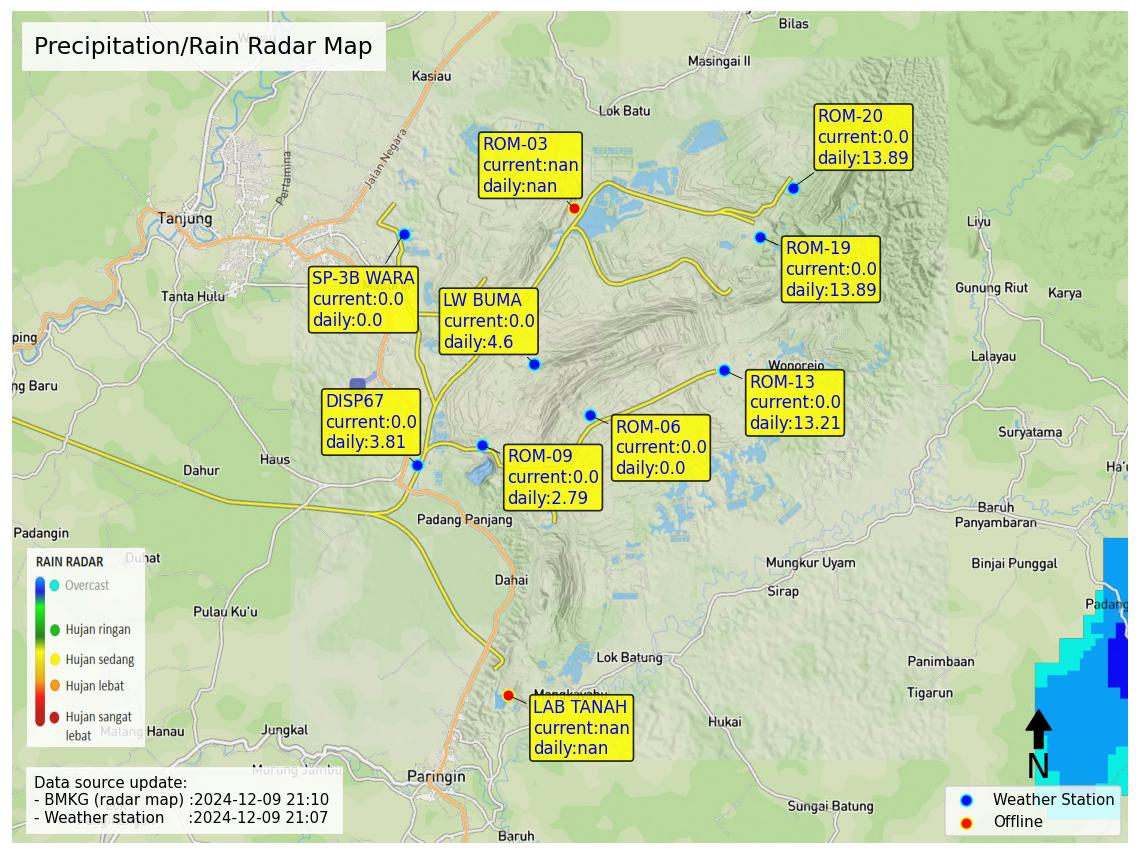 Precipitation/Rain Radar Map
Bilas
Masingai II
Kasiau
Lok Batu
Jalan Negara
Pertamina
Tanjung
Tanta Hulu
ROM-20
current:0.0
daily:13.89
ROM-03
current:nan
daily:nan
ROM-19
current:0.0
daily:13.89
SP-3B WARA
current:0.0
daily:0.0
LW BUMA
current:0.0
daily:4.6
Liyu
Gunung Riut
Karya
Lalayau
Wonorejo
ping
ng Baru
ROM-13
current:0.0
daily:13.21
DISP67
current:0.0
daily:3.81
ROM-06
current:0.0
daily:0.0
ROM-09
current:0.0
daily:2.79
Suryatama
Haus
Dahur
Padang Panjang
Baruh
Panyambaran
Padangin
Duhat
Dahai
Mungkur Uyam
Binjai Punggal
Sirap
Padang
Pulau Ku'u
RAIN RADAR
Overcast
Hujan ringan
Hujan sedang
Hujan lebat
Hujan sangat
lebat
Lok Batung
Panimbaan
Tigarun
LAB TANAH
current:nan
daily:nan
Hukai
Matang Hanau
Jungkal
Murung Jambu
Paringin
Sungai Batung
Baruh
N
Data source update:
- BMKG (radar map) :2024-12-09 21:10
- Weather station :2024-12-09 21:07
Weather Station
Offline